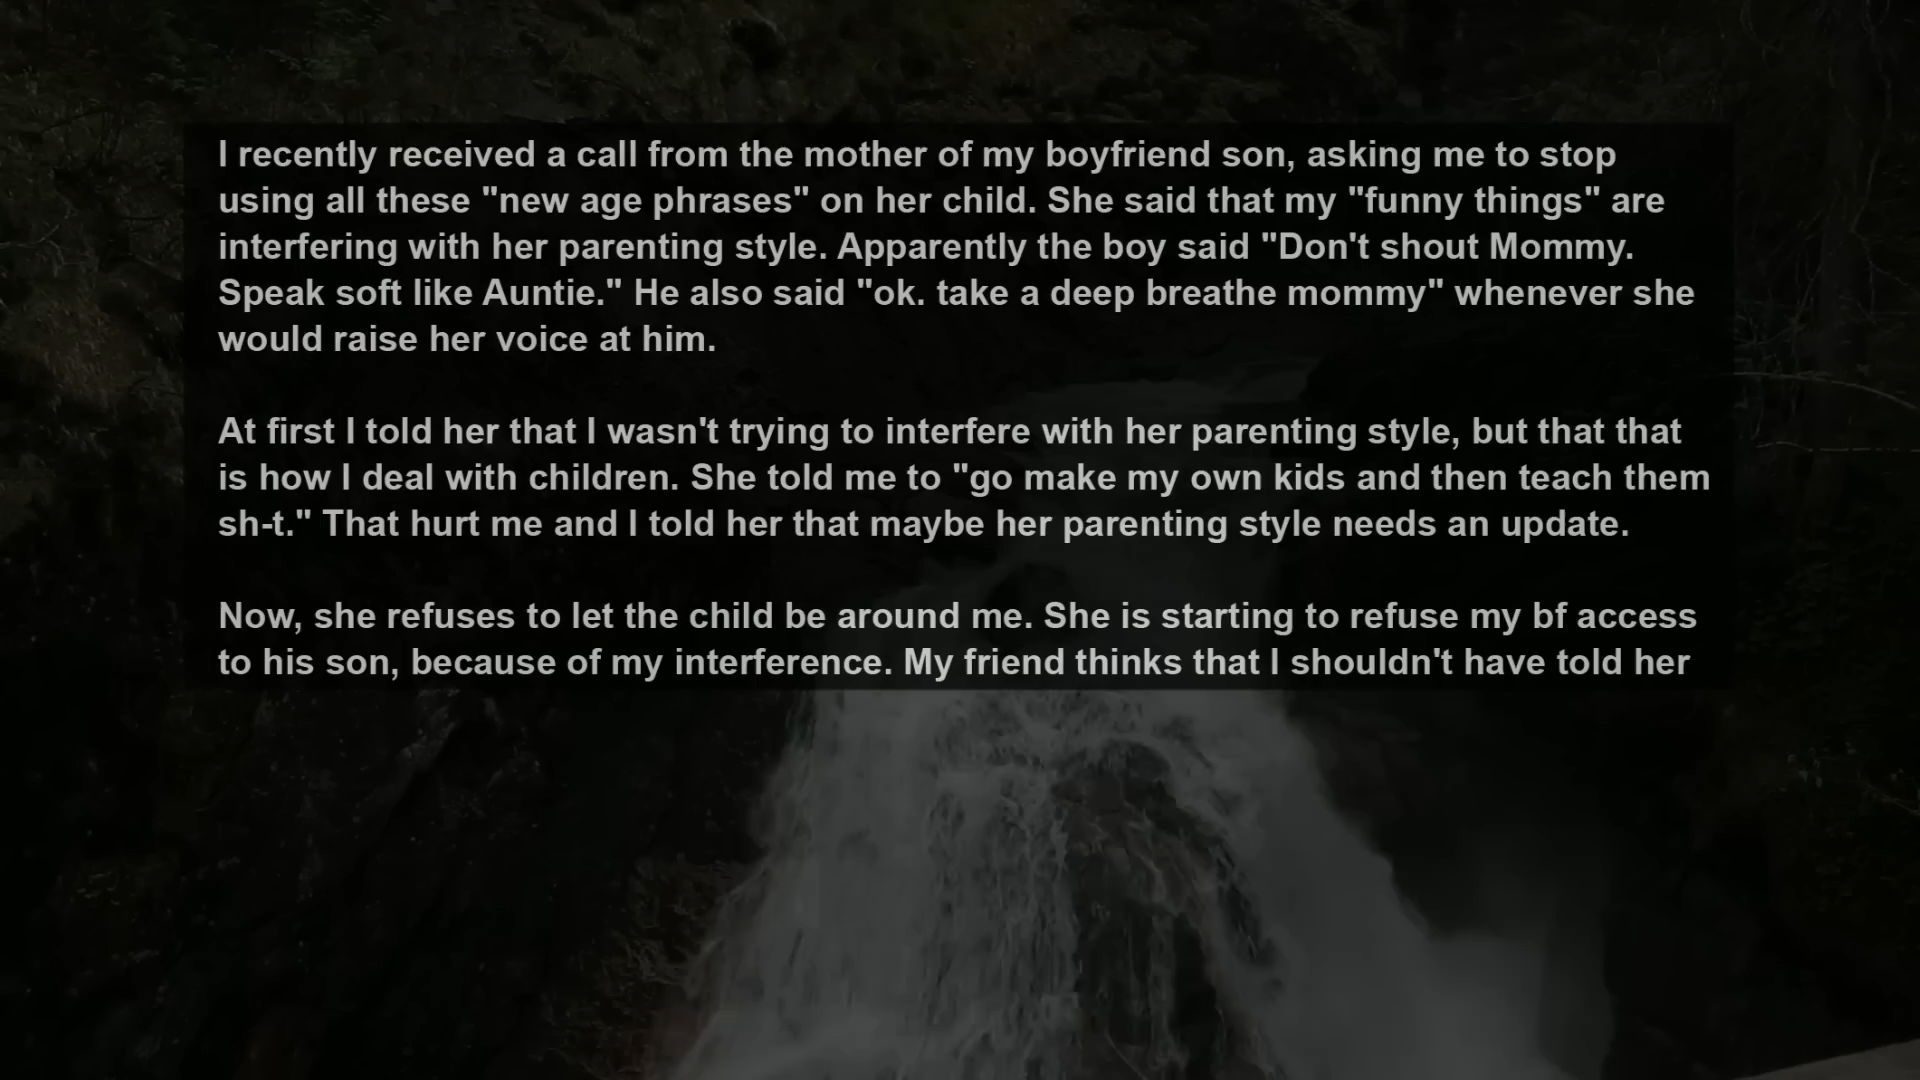 I recently received a call from the mother of my boyfriend son, asking me to stop
using all these "new age phrases" on her child. She said that my "funny things" are
interfering with her parenting style. Apparently the boy said "Don't shout Mommy.
Speak soft like Auntie." He also said "ok. take a deep breathe mommy" whenever she
would raise her voice at him.
At first I told her that I wasn't trying to interfere with her parenting style, but that that
is how I deal with children. She told me to "go make my own kids and then teach them
sh-t." That hurt me and I told her that maybe her parenting style needs an update.
Now, she refuses to let the child be around me. She is starting to refuse my bf access
to his son, because of my interference. My friend thinks that I shouldn't have told her